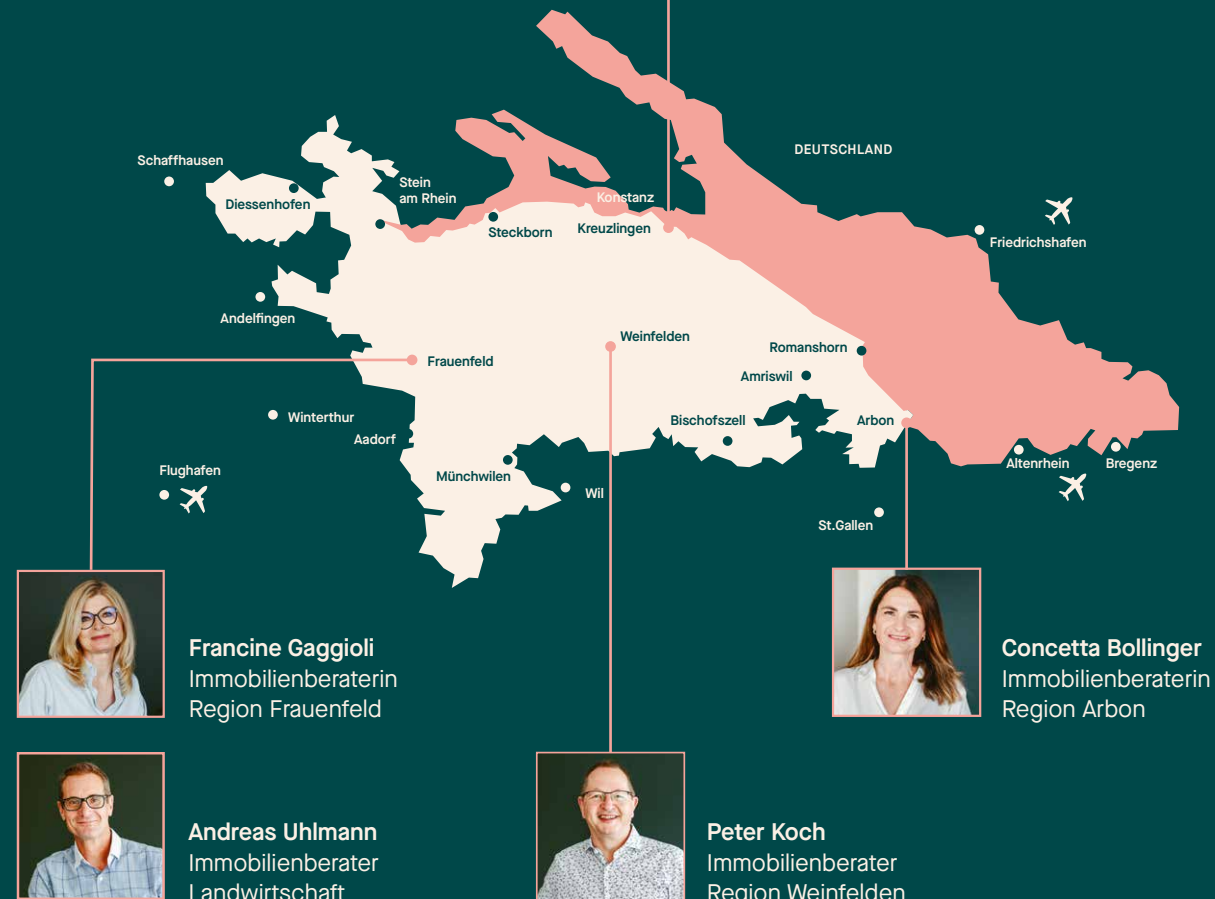 DEUTSCHLAND
Schaffhausen
Stein
am Rhein
Diessenhofen
Konstanz
Steckborn
Kreuzlingen
Friedrichshafen
Andelfingen
Weinfelden
Romanshorn
Frauenfeld
Amriswil
Winterthur
Bischofszell
Arbon
Aadorf
Flughafen
Altenrhein
Bregenz
Münchwilen
Wil
St.Gallen
Francine Gaggioli
Immobilienberaterin
Region Frauenfeld
Concetta Bollinger
Immobilienberaterin
Region Arbon
Andreas Uhlmann
Immobilienberater
Landwirtschaft
Peter Koch
Immobilienberater
Region Weinfelden